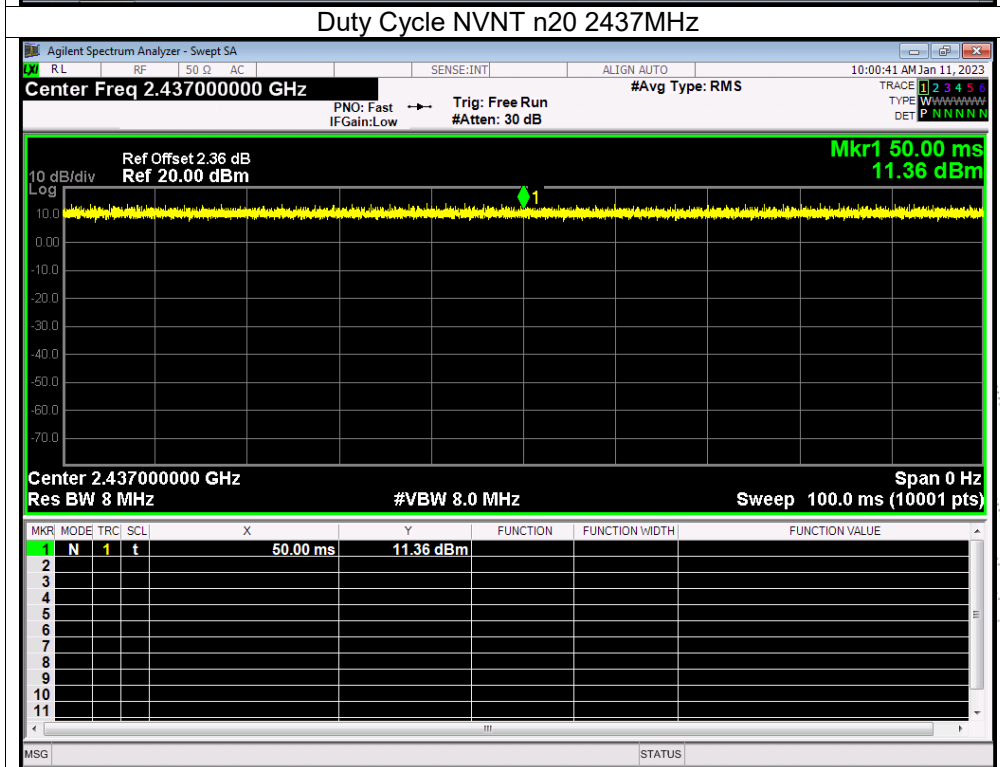 Duty Cycle NVNT n20 2437MHz
Agilent Spectrum Analyzer - Swept SA
LXI RL RF 50 Ω AC SENSE:INT ALIGN AUTO 10:00:41 AM Jan 11, 2023
Center Freq 2.437000000 GHz #Avg Type: RMS TRACE 1 2 3 4 5 6
PNO: Fast Trig: Free Run TYPE WWWWWW
IFGain:Low #Atten: 30 dB DET P N N N N N
Mkr1 50.00 ms
Ref Offset 2.36 dB
10 dB/div Ref 20.00 dBm 11.36 dBm
Log
1
10.0
0.00
-10.0
-20.0
-30.0
-40.0
-50.0
-60.0
-70.0
Center 2.437000000 GHz Span 0 Hz
Res BW 8 MHz #VBW 8.0 MHz Sweep 100.0 ms (10001 pts)
MKR MODE TRC SCL X Y FUNCTION FUNCTION WIDTH FUNCTION VALUE
1 N 1 t 50.00 ms 11.36 dBm
2
3
4
5
6
7
8
9
10
11
MSG STATUS